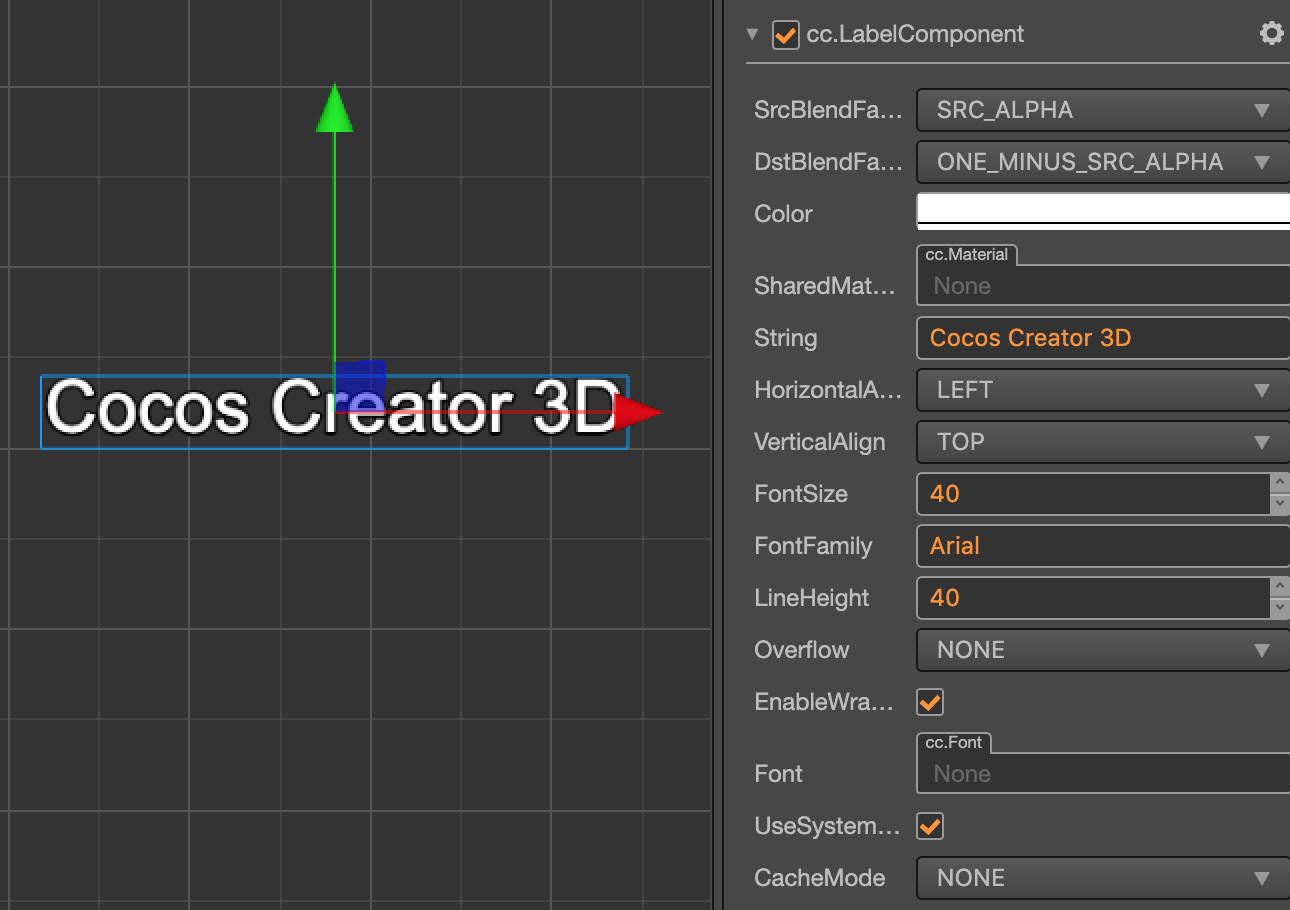 cc.LabelComponent
SrcBlendFa... SRC_ALPHA
DstBlendFa... ONE_MINUS_SRC_ALPHA
Color
cc.Material
SharedMat... None
String Cocos Creator 3D
HorizontalA... LEFT
Cocos Creator 3D
VerticalAlign TOP
FontSize 40
FontFamily Arial
LineHeight 40
Overflow NONE
EnableWra...
cc.Font
Font None
UseSystem...
CacheMode NONE